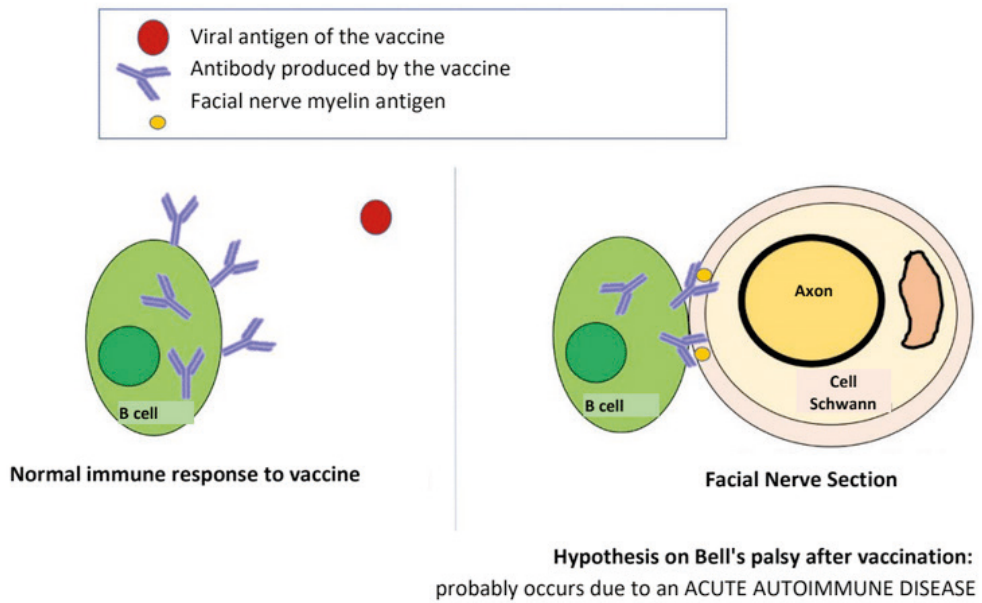 Viral antigen of the vaccine
Antibody produced by the vaccine
Facial nerve myelin antigen
B cell
Normal immune response to vaccine
B cell
Axon
Cell
Schwann
Facial Nerve Section
Hypothesis on Bell's palsy after vaccination:
probably occurs due to an ACUTE AUTOIMMUNE DISEASE